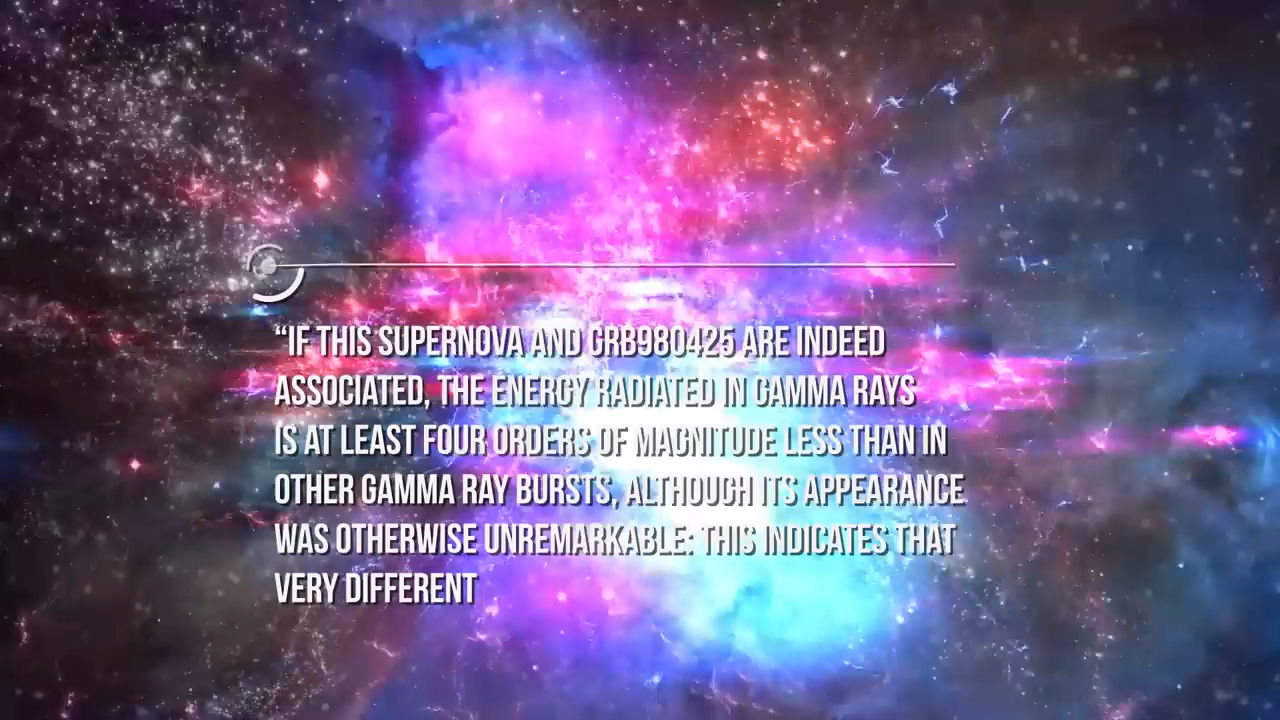 “IF THIS SUPERNOVA AND GRB980425 ARE INDEED
ASSOCIATED, THE ENERGY RADIATED IN GAMMA RAYS
IS AT LEAST FOUR ORDERS OF MAGNITUDE LESS THAN IN
OTHER GAMMA RAY BURSTS, ALTHOUGH ITS APPEARANCE
WAS OTHERWISE UNREMARKABLE: THIS INDICATES THAT
VERY DIFFERENT